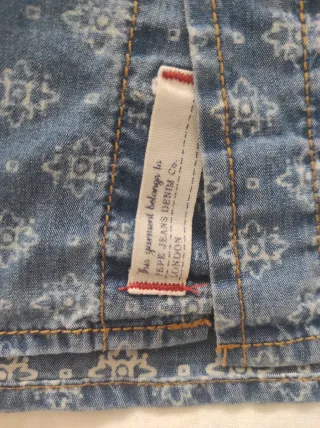 This garment belongs to
PEPE JEANS DENIM Co.
LONDON